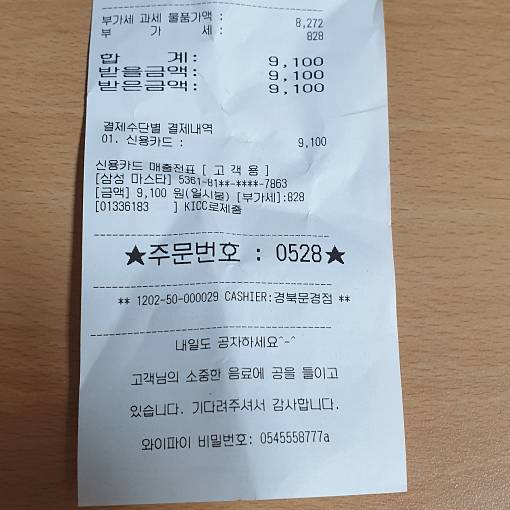 부가세 과세 물품가액 : 8,272
부 가 세 : 828
합 계: 9,100
받을금액: 9,100
받은금액: 9,100
결제수단별 결제내역
01. 신용카드 : 9,100
신용카드 매출전표 [ 고 객 용 ]
[삼성 마스타] 5361-81**-****-7863
[금액] 9,100 원(일시불) [부가세]:828
[01336183 ] KICC로제출
★주문번호 : 0528★
** 1202-50-000029 CASHIER:경북문경점 **
내일도 공차하세요^-^
고객님의 소중한 음료에 공을 들이고
있습니다. 기다려주셔서 감사합니다.
와이파이 비밀번호: 0545558777a